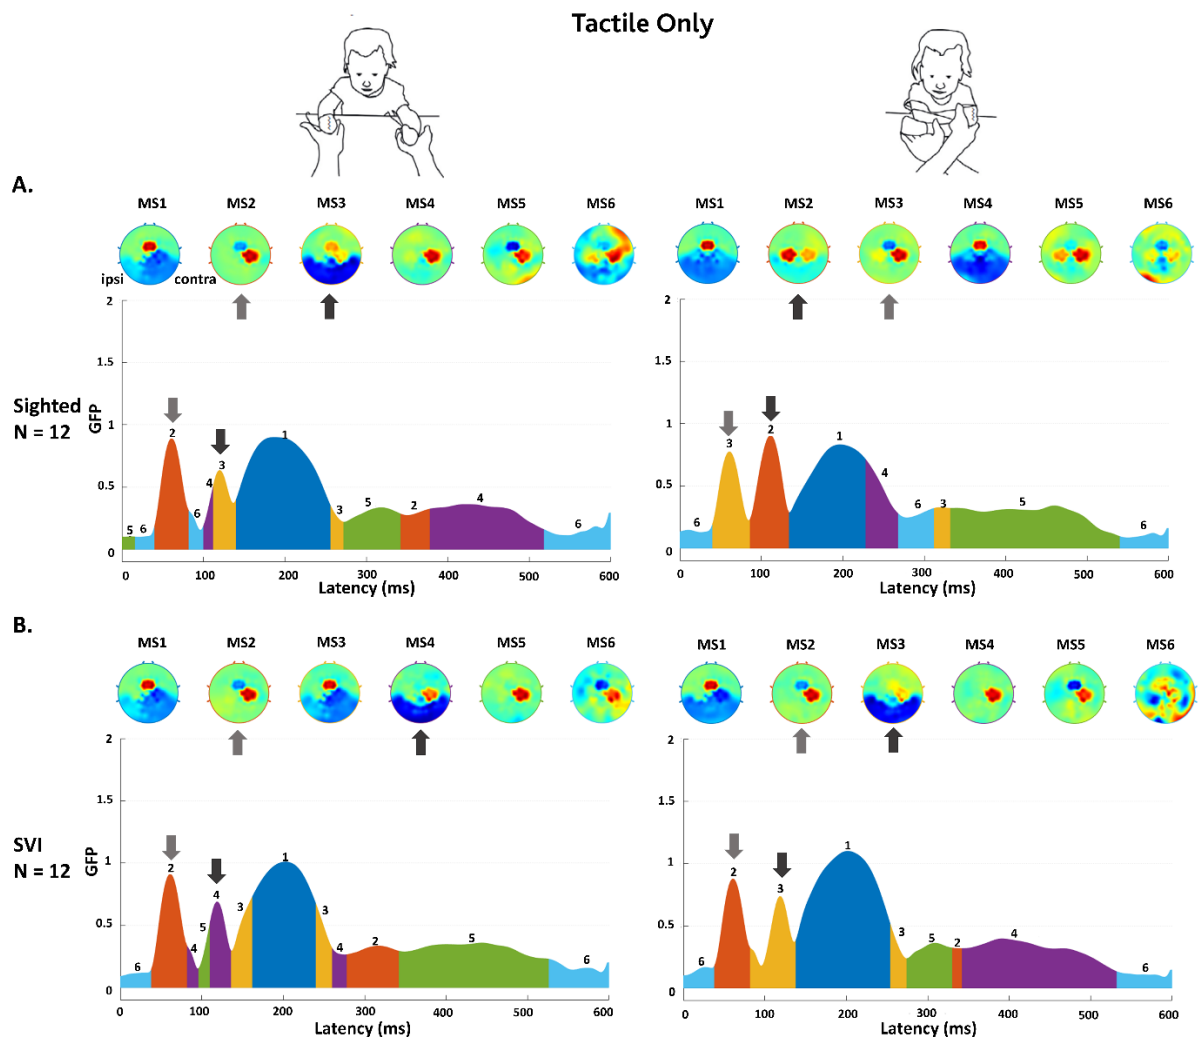 Tactile Only
A.
MS1 MS2 MS3 MS4 MS5 MS6 MS1 MS2 MS3 MS4 MS5 MS6
ipsi contra
2 2
1.5 1.5
Sighted
N = 12
GFP
1 1
0.5 0.5
0 0
5 6 2 6 4 3 1 3 5 2 4 6
6 3 2 1 4 6 3 5 6
0 100 200 300 400 500 600 0 100 200 300 400 500 600
Latency (ms) Latency (ms)
B.
MS1 MS2 MS3 MS4 MS5 MS6 MS1 MS2 MS3 MS4 MS5 MS6
2 2
1.5 1.5
SVI
N = 12
GFP
1 1
0.5 0.5
0 0
6 2 4 5 4 3 1 3 4 2 5 6
6 2 3 1 3 5 2 4 6
0 100 200 300 400 500 600 0 100 200 300 400 500 600
Latency (ms) Latency (ms)